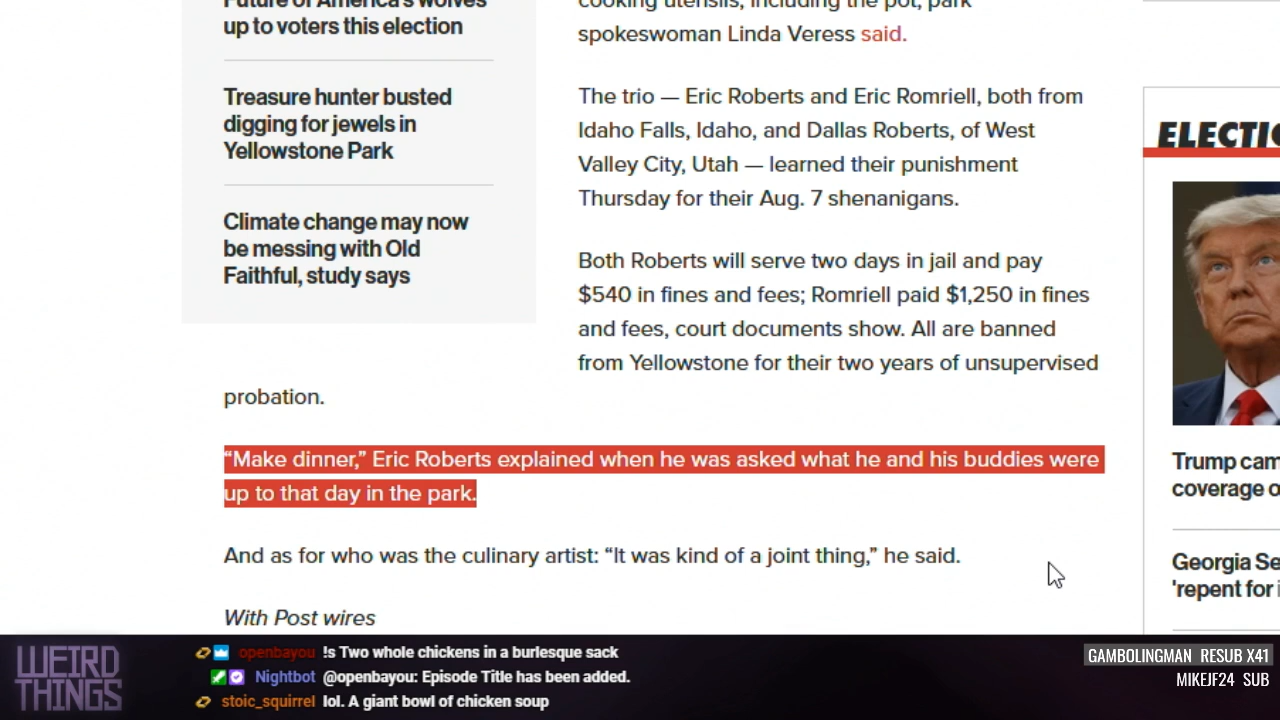 Future of America's wolves
up to voters this election
Treasure hunter busted
digging for jewels in
Yellowstone Park
Climate change may now
be messing with Old
Faithful, study says
cooking utensils, including the pot, park
spokeswoman Linda Veress said.
The trio — Eric Roberts and Eric Romriell, both from
Idaho Falls, Idaho, and Dallas Roberts, of West
Valley City, Utah — learned their punishment
Thursday for their Aug. 7 shenanigans.
Both Roberts will serve two days in jail and pay
$540 in fines and fees; Romriell paid $1,250 in fines
and fees, court documents show. All are banned
from Yellowstone for their two years of unsupervised
probation.
“Make dinner,” Eric Roberts explained when he was asked what he and his buddies were
up to that day in the park.
And as for who was the culinary artist: “It was kind of a joint thing,” he said.
With Post wires
ELECTIO
Trump cam
coverage o
Georgia Se
'repent for i
WEIRD
THINGS
openbayou !s Two whole chickens in a burlesque sack
Nightbot @openbayou: Episode Title has been added.
stoic_squirrel lol. A giant bowl of chicken soup
GAMBOLINGMAN RESUB X41
MIKEJF24 SUB